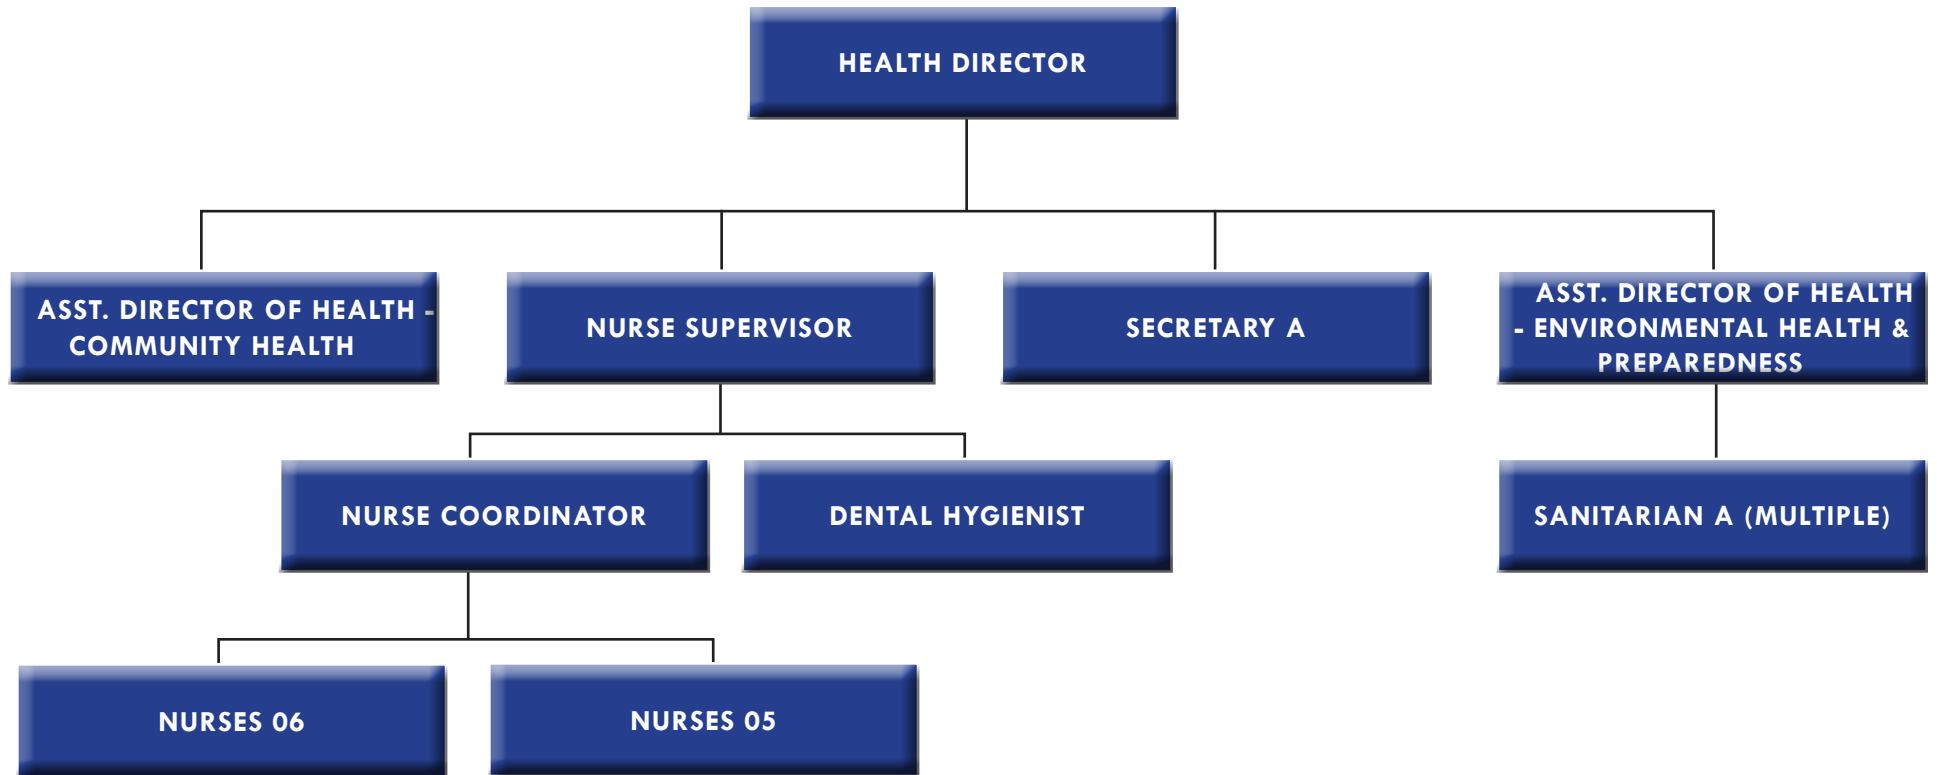 HEALTH DIRECTOR
ASST. DIRECTOR OF HEALTH -
COMMUNITY HEALTH
NURSE SUPERVISOR
SECRETARY A
ASST. DIRECTOR OF HEALTH
- ENVIRONMENTAL HEALTH &
PREPAREDNESS
NURSE COORDINATOR
DENTAL HYGIENIST
SANITARIAN A (MULTIPLE)
NURSES 06
NURSES 05